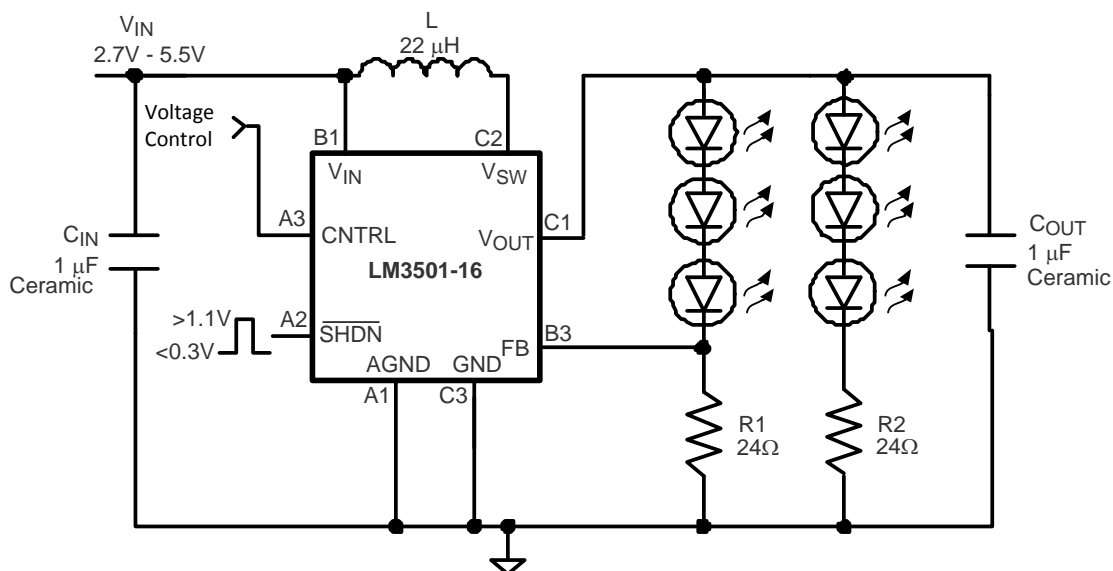 VIN
2.7V - 5.5V
L
22 μH
Voltage
Control
B1
C2
VIN
VSW
A3
CNTRL
C1
VOUT
LM3501-16
CIN
1 μF
Ceramic
COUT
1 μF
Ceramic
>1.1V
<0.3V
A2
SHDN
FB
B3
AGND
GND
A1
C3
R1
24Ω
R2
24Ω